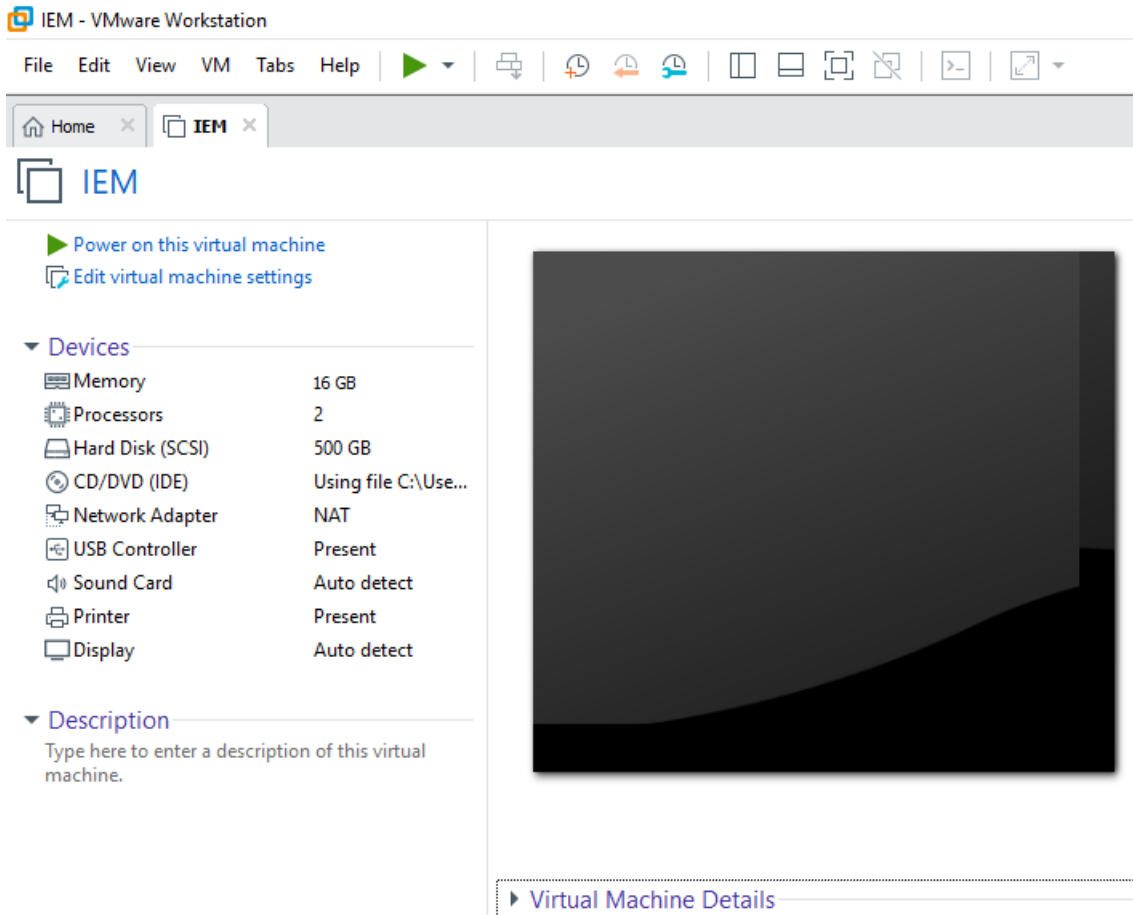 IEM - VMware Workstation
File Edit View VM Tabs Help
Home
IEM
IEM
Power on this virtual machine
Edit virtual machine settings
Devices
Memory 16 GB
Processors 2
Hard Disk (SCSI) 500 GB
CD/DVD (IDE) Using file C:\Use...
Network Adapter NAT
USB Controller Present
Sound Card Auto detect
Printer Present
Display Auto detect
Description
Type here to enter a description of this virtual
machine.
Virtual Machine Details